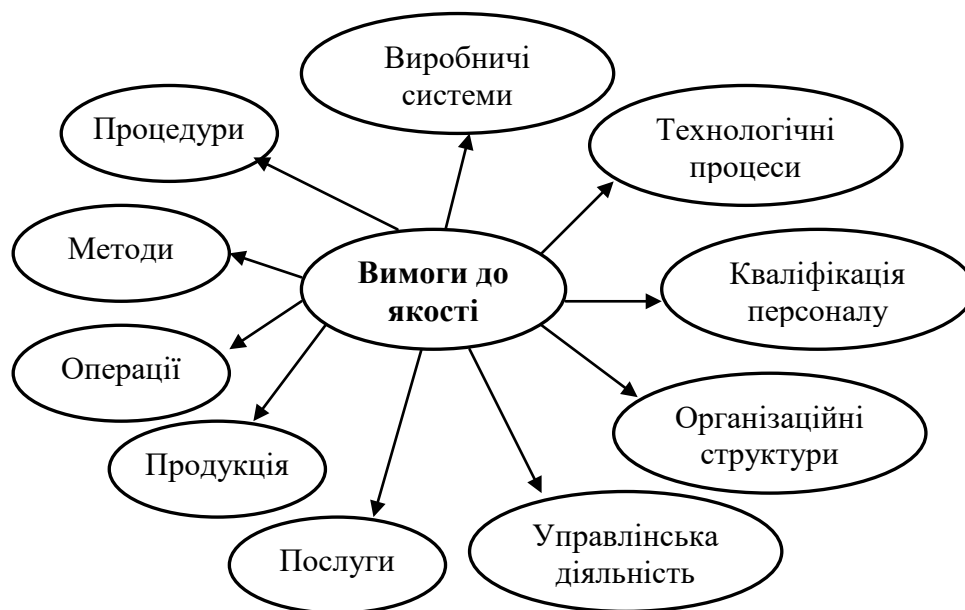 Виробничі
системи
Процедури
Технологічні
процеси
Методи
Вимоги до
якості
Кваліфікація
персоналу
Операції
Організаційні
структури
Продукція
Послуги
Управлінська
діяльність